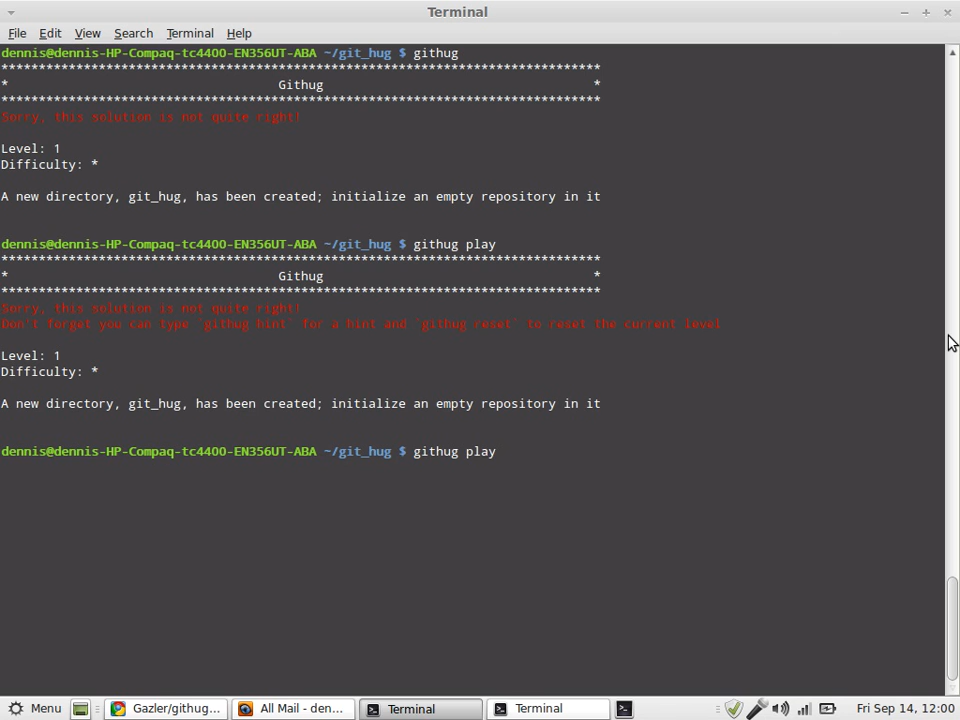 Terminal
File Edit View Search Terminal Help
dennis@dennis-HP-Compaq-tc4400-EN356UT-ABA ~/git_hug $ githug
********************************************************************************
* Githug *
********************************************************************************
Sorry, this solution is not quite right!
Level: 1
Difficulty: *
A new directory, git_hug, has been created; initialize an empty repository in it
dennis@dennis-HP-Compaq-tc4400-EN356UT-ABA ~/git_hug $ githug play
********************************************************************************
* Githug *
********************************************************************************
Sorry, this solution is not quite right!
Don't forget you can type `githug hint` for a hint and `githug reset` to reset the current level
Level: 1
Difficulty: *
A new directory, git_hug, has been created; initialize an empty repository in it
dennis@dennis-HP-Compaq-tc4400-EN356UT-ABA ~/git_hug $ githug play
Menu Gazler/githug... All Mail - den... Terminal Terminal Fri Sep 14, 12:00